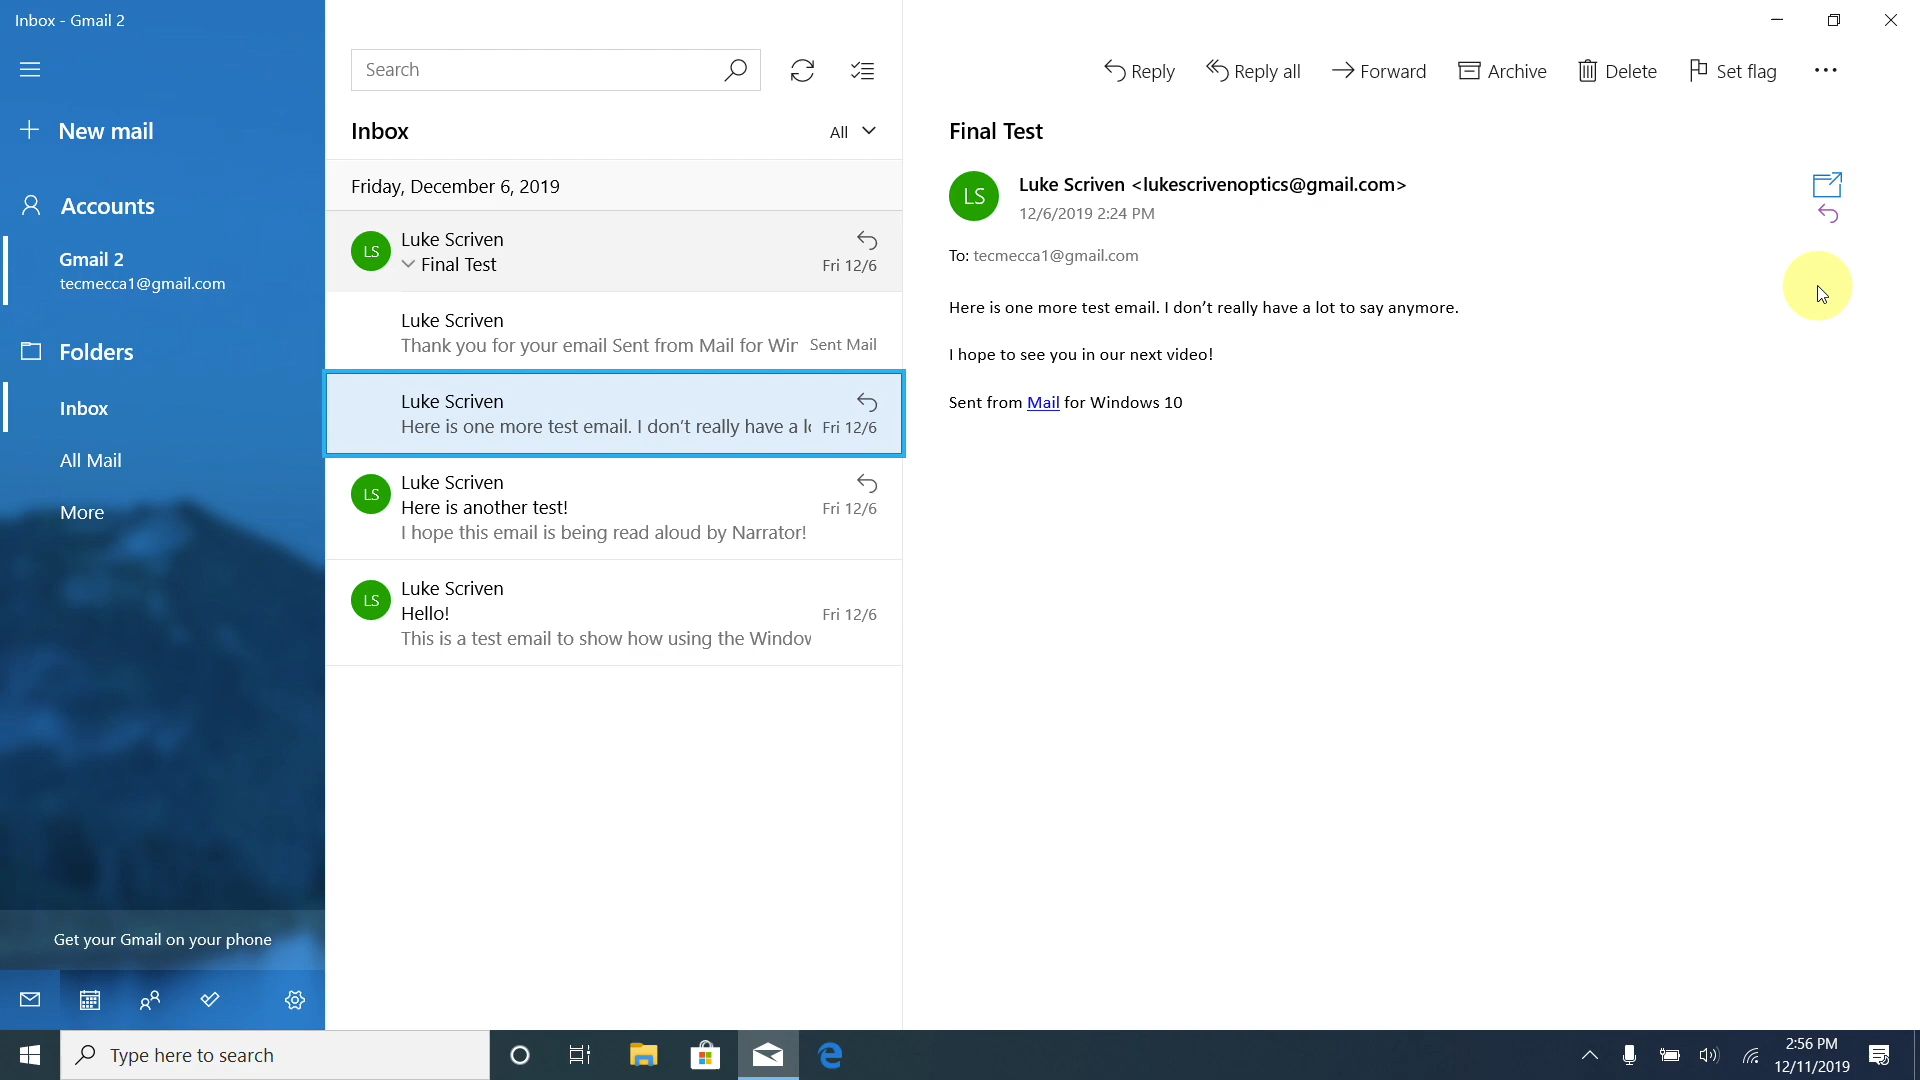 Inbox - Gmail 2
New mail
Accounts
Gmail 2
tecmecca1@gmail.com
Folders
Inbox
All Mail
More
Get your Gmail on your phone
Search
Inbox
All
Friday, December 6, 2019
LS
Luke Scriven
Final Test
Fri 12/6
Luke Scriven
Thank you for your email Sent from Mail for Wir Sent Mail
Luke Scriven
Here is one more test email. I don't really have a lo Fri 12/6
LS
Luke Scriven
Here is another test!
Fri 12/6
I hope this email is being read aloud by Narrator!
LS
Luke Scriven
Hello!
Fri 12/6
This is a test email to show how using the Window
Reply
Reply all
Forward
Archive
Delete
Set flag
Final Test
LS
Luke Scriven <lukescrivenoptics@gmail.com>
12/6/2019 2:24 PM
To: tecmecca1@gmail.com
Here is one more test email. I don't really have a lot to say anymore.
I hope to see you in our next video!
Sent from Mail for Windows 10
Type here to search
2:56 PM
12/11/2019